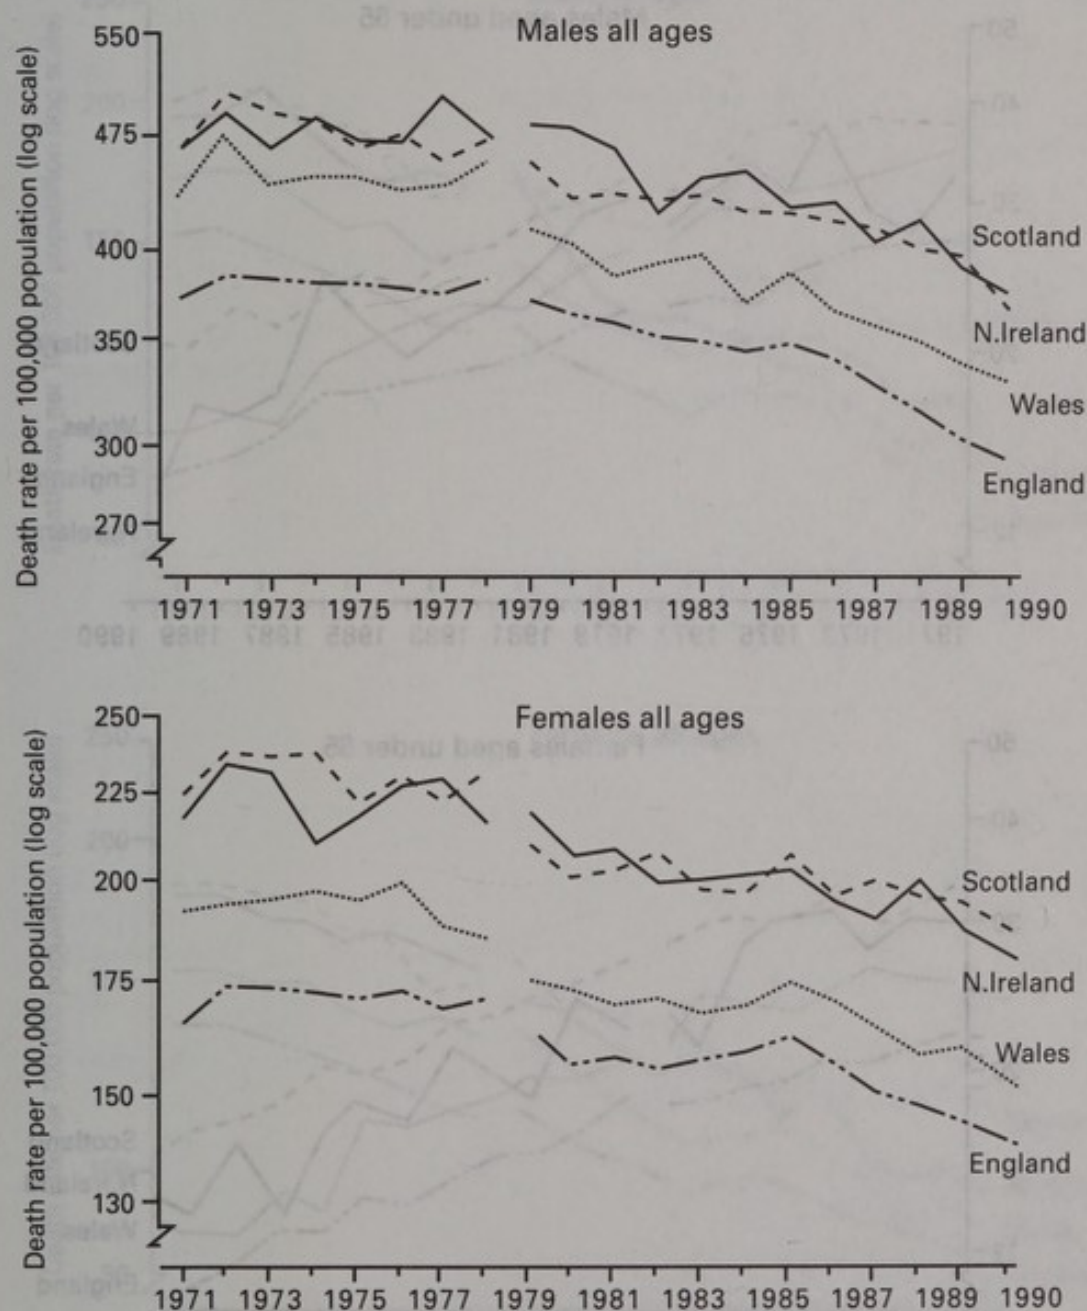 Males all ages
Death rate per 100,000 population (log scale)
550
475
400
350
300
270
Scotland
N.Ireland
Wales
England
1971 1973 1975 1977 1979 1981 1983 1985 1987 1989 1990
Females all ages
Death rate per 100,000 population (log scale)
250
225
200
175
150
130
Scotland
N.Ireland
Wales
England
1971 1973 1975 1977 1979 1981 1983 1985 1987 1989 1990